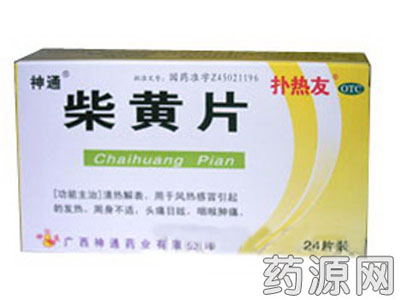 神通®
批准文号：国药准字Z45021196
扑热友®
OTC
柴黄片
Chaihuang Pian
[功能主治]清热解表，用于风热感冒引起
的发热，周身不适，头痛目眩，咽喉肿痛。
广西神通药业有限公司
24片装
药源网